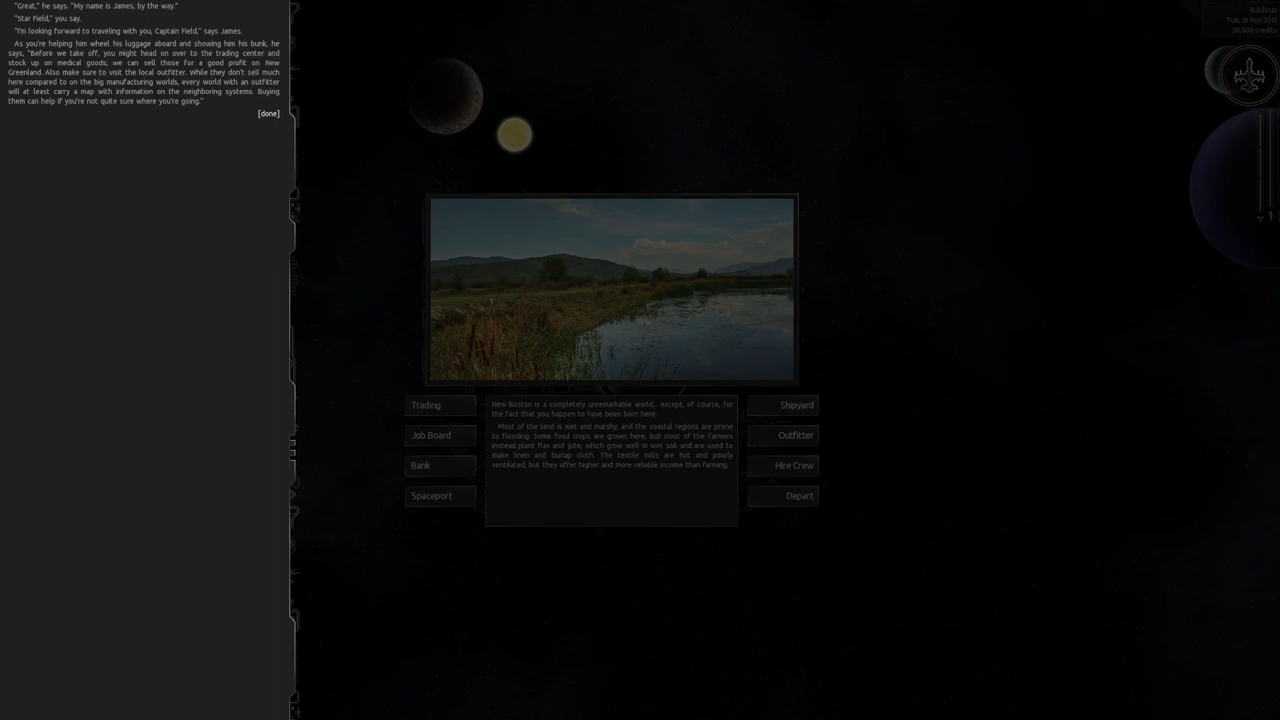 "Great," he says. "My name is James, by the way."
"Star Field," you say.
"I'm looking forward to traveling with you, Captain Field," says James.
As you're helping him wheel his luggage aboard and showing him his bunk, he
says, "Before we take off, you might head on over to the trading center and
stock up on medical goods; we can sell those for a good profit on New
Greenland. Also make sure to visit the local outfitter. While they don't sell much
here compared to on the big manufacturing worlds, every world with an outfitter
will at least carry a map with information on the neighboring systems. Buying
them can help if you're not quite sure where you're going."
[done]
Rutilicus
Tue, 16 Nov 3013
30,000 credits
Trading
Job Board
Bank
Spaceport
New Boston is a completely unremarkable world... except, of course, for
the fact that you happen to have been born here.
Most of the land is wet and marshy, and the coastal regions are prone
to flooding. Some food crops are grown here, but most of the farmers
instead plant flax and jute, which grow well in wet soil and are used to
make linen and burlap cloth. The textile mills are hot and poorly
ventilated, but they offer higher and more reliable income than farming.
Shipyard
Outfitter
Hire Crew
Depart